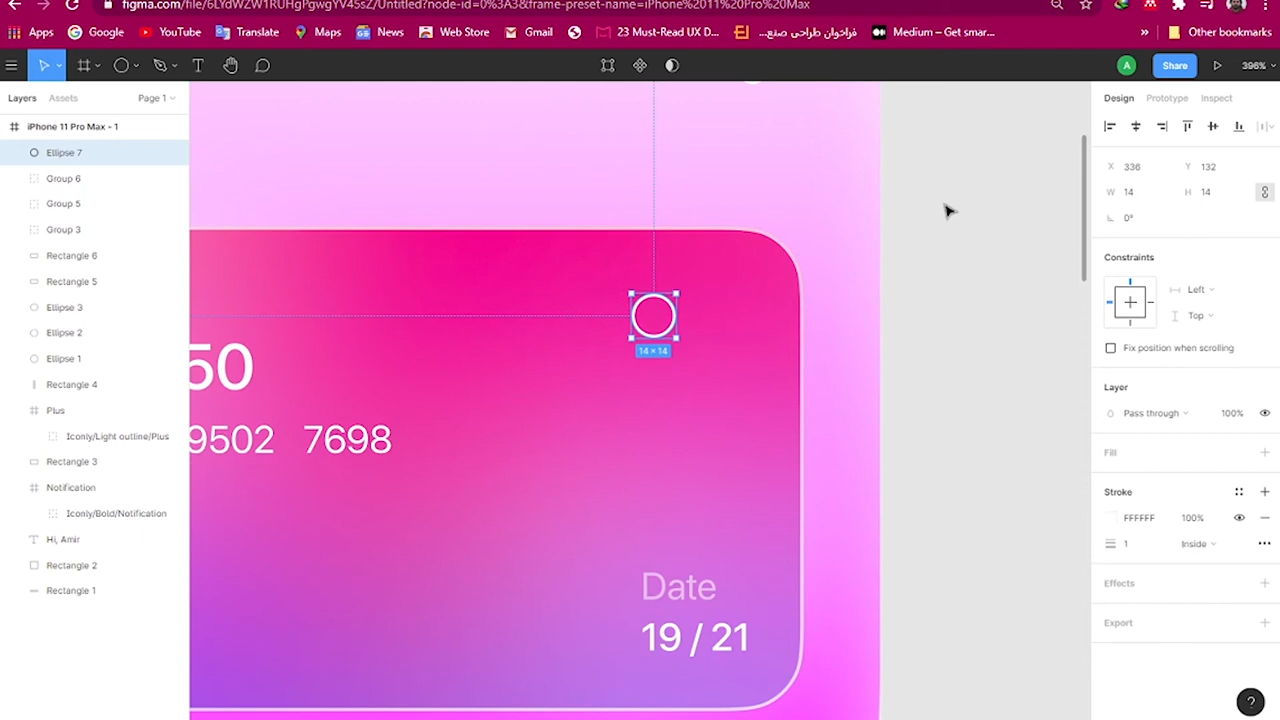 figma.com/file/6LYdWZW1RUHgPgwgYV45sZ/Untitled?node-id=0%3A3&frame-preset-name=iPhone%2011%20Pro%20Max
Apps Google YouTube Translate Maps News Web Store Gmail 23 Must-Read UX D... فراخوان طراحی صنع... Medium – Get smar... » Other bookmarks
A Share 396%
Layers Assets Page 1 Design Prototype Inspect
iPhone 11 Pro Max - 1
Ellipse 7
Group 6
Group 5
Group 3
Rectangle 6
Rectangle 5
Ellipse 3
Ellipse 2
Ellipse 1
Rectangle 4
Plus
Iconly/Light outline/Plus
Rectangle 3
Notification
Iconly/Bold/Notification
Hi, Amir
Rectangle 2
Rectangle 1
14 × 14
50
9502 7698
Date
19 / 21
X 336 Y 132
W 14 H 14
0°
Constraints
Left
Top
Fix position when scrolling
Layer
Pass through 100%
Fill
Stroke
FFFFFF 100%
1 Inside
Effects
Export
?